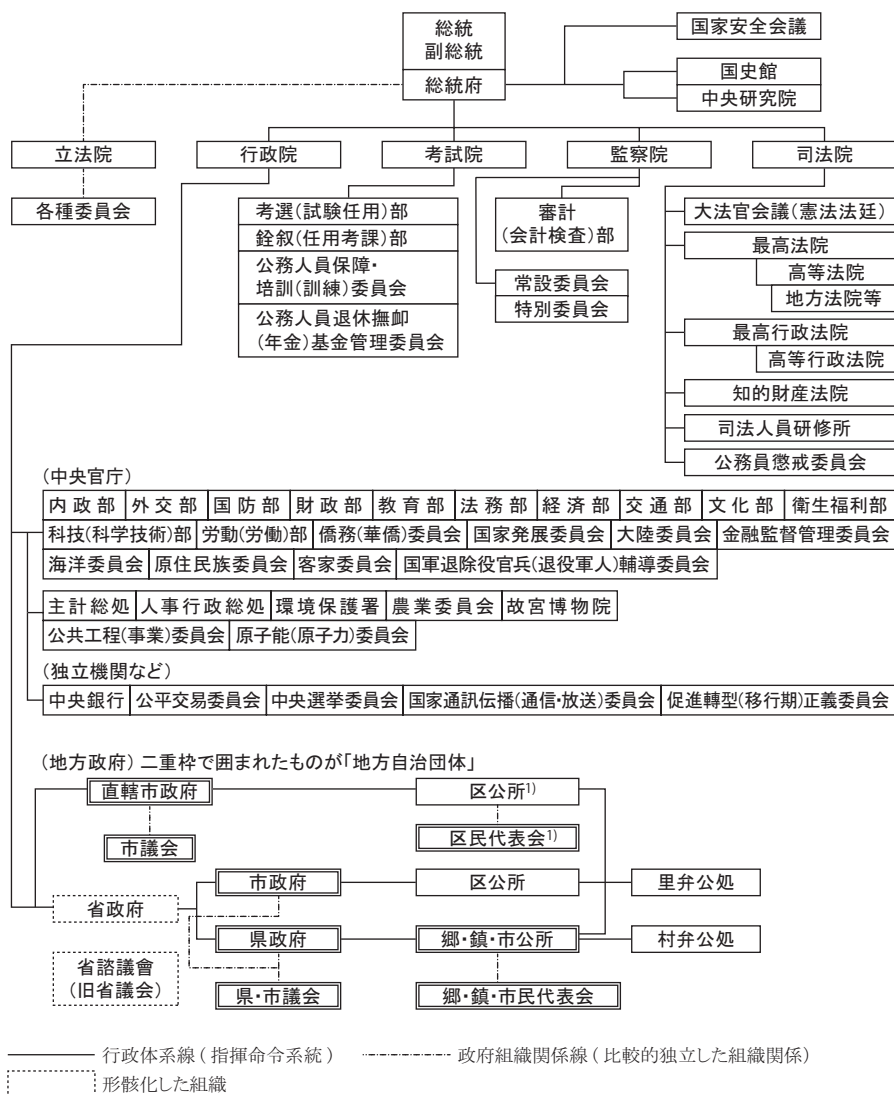 総統
副総統
総統府
国家安全会議
国史館
中央研究院
立法院
行政院
考試院
監察院
司法院
各種委員会
考選(試験任用)部
銓叙(任用考課)部
公務人員保障・
培訓(訓練)委員会
公務人員退休撫卹
(年金)基金管理委員会
審計
(会計検査)部
常設委員会
特別委員会
大法官会議(憲法法廷)
最高法院
高等法院
地方法院等
最高行政法院
高等行政法院
知的財産法院
司法人員研修所
公務員懲戒委員会
(中央官庁)
内政部 外交部 国防部 財政部 教育部 法務部 経済部 交通部 文化部 衛生福利部
科技(科学技術)部 労動(労働)部 僑務(華僑)委員会 国家発展委員会 大陸委員会 金融監督管理委員会
海洋委員会 原住民族委員会 客家委員会 国軍退除役官兵(退役軍人)輔導委員会
主計総処 人事行政総処 環境保護署 農業委員会 故宮博物院
公共工程(事業)委員会 原子能(原子力)委員会
(独立機関など)
中央銀行 公平交易委員会 中央選挙委員会 国家通訊伝播(通信・放送)委員会 促進轉型(移行期)正義委員会
(地方政府) 二重枠で囲まれたものが「地方自治団体」
直轄市政府
区公所1)
市議会
区民代表会1)
市政府
区公所
里弁公処
省政府
県政府
郷・鎮・市公所
村弁公処
省諮議會
(旧省議会)
県・市議会
郷・鎮・市民代表会
行政体系線(指揮命令系統)
政府組織関係線(比較的独立した組織関係)
形骸化した組織